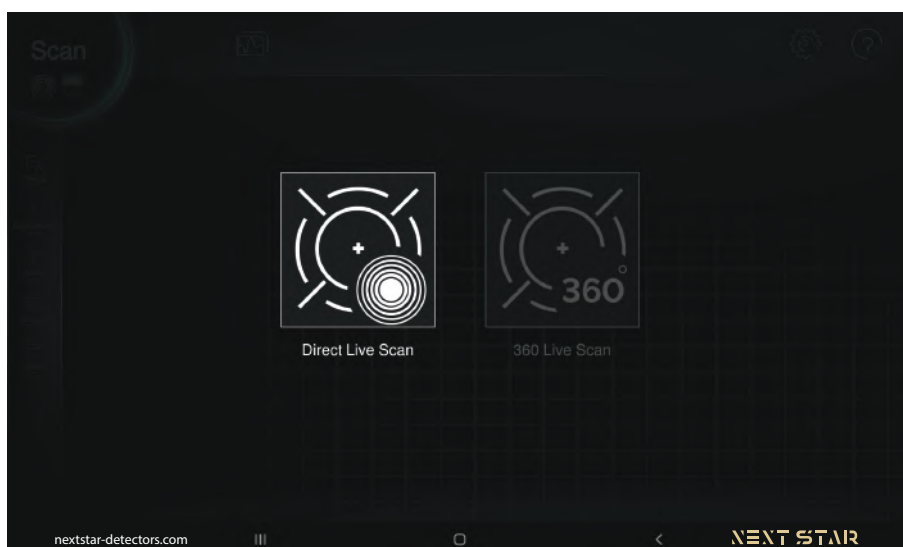 Scan
360°
Direct Live Scan
360 Live Scan
nextstar-detectors.com
NEXT STAR